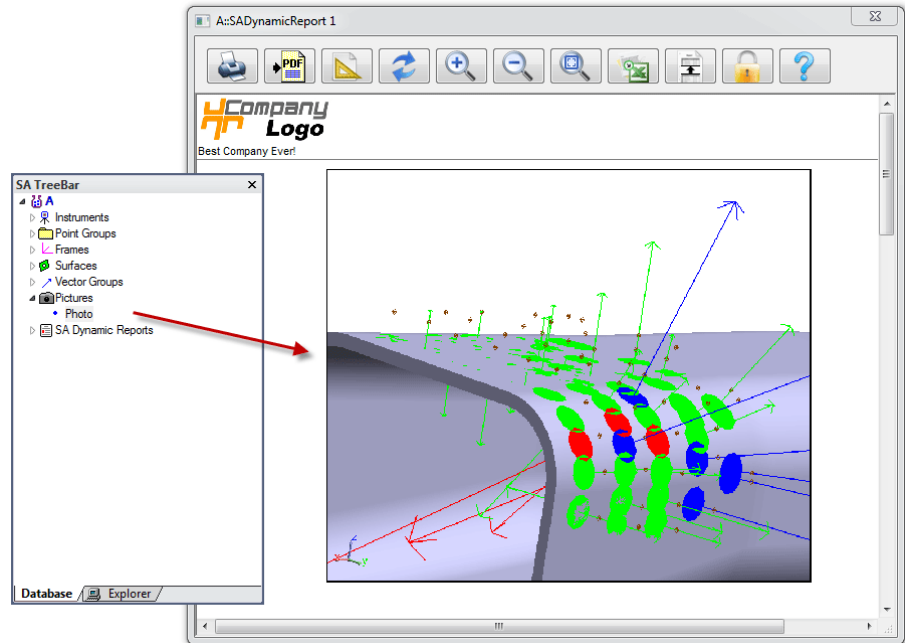 A::SADynamicReport 1
PDF
Company
Logo
Best Company Ever!
SA TreeBar
A
Instruments
Point Groups
Frames
Surfaces
Vector Groups
Pictures
Photo
SA Dynamic Reports
Database
Explorer
y